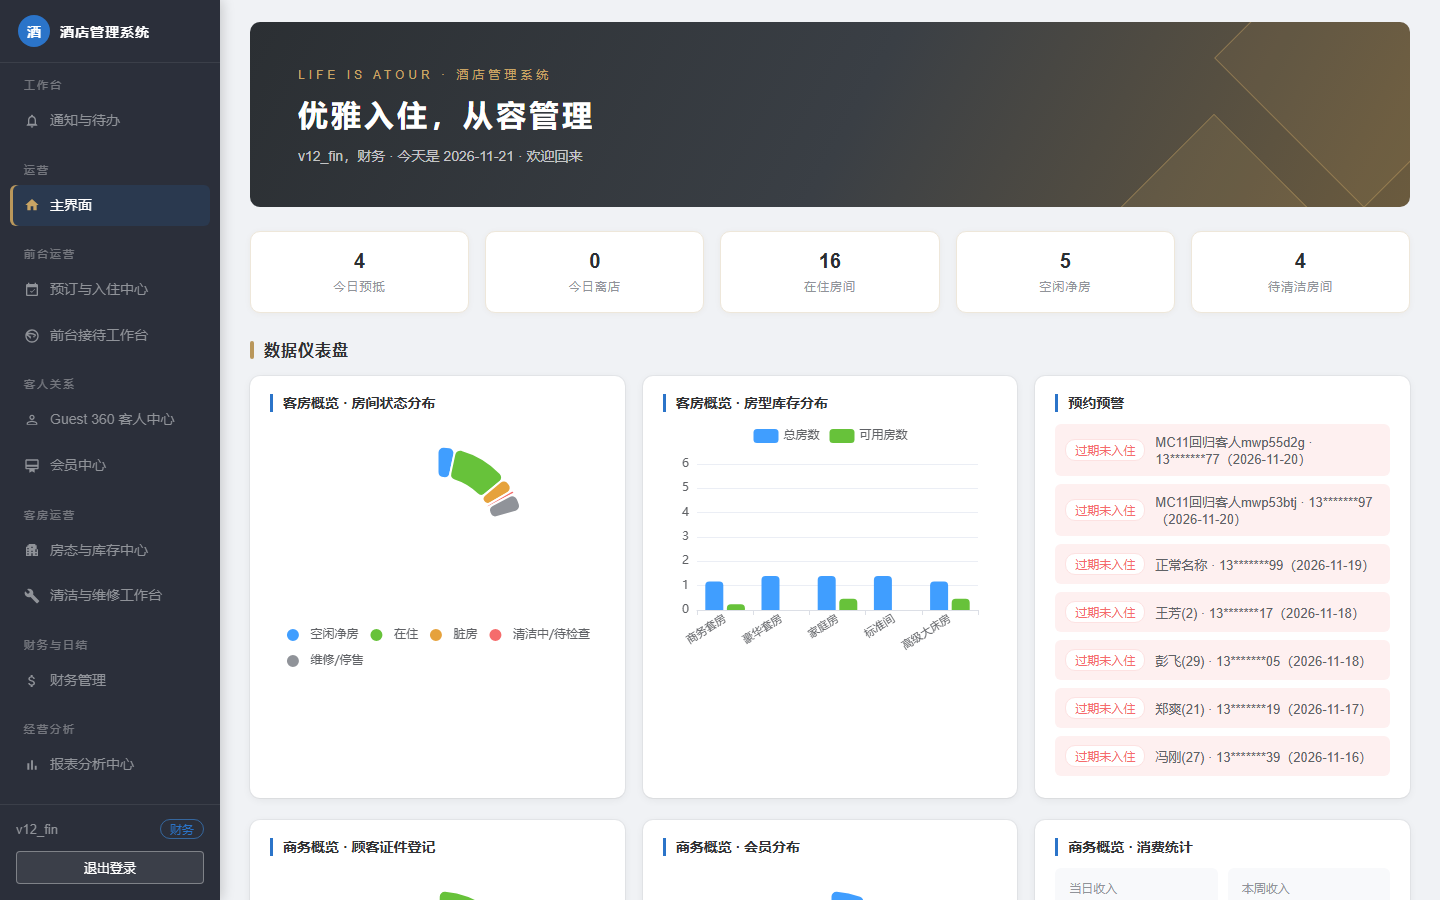 酒 酒店管理系统
工作台
通知与待办
运营
主界面
前台运营
预订与入住中心
前台接待工作台
客人关系
Guest 360 客人中心
会员中心
客房运营
房态与库存中心
清洁与维修工作台
财务与日结
财务管理
经营分析
报表分析中心
v12_fin 财务
退出登录
LIFE IS ATOUR · 酒店管理系统
优雅入住，从容管理
v12_fin，财务 · 今天是 2026-11-21 · 欢迎回来
4
今日预抵
0
今日离店
16
在住房间
5
空闲净房
4
待清洁房间
数据仪表盘
客房概览 · 房间状态分布
空闲净房 在住 脏房 清洁中/待检查
维修/停售
客房概览 · 房型库存分布
总房数 可用房数
6
5
4
3
2
1
0
商务套房 豪华套房 家庭房 标准间 高级大床房
预约预警
过期未入住 MC11回归客人mwp55d2g ·
13*******77（2026-11-20）
过期未入住 MC11回归客人mwp53btj · 13*******97
（2026-11-20）
过期未入住 正常名称 · 13*******99（2026-11-19）
过期未入住 王芳(2) · 13*******17（2026-11-18）
过期未入住 彭飞(29) · 13*******05（2026-11-18）
过期未入住 郑爽(21) · 13*******19（2026-11-17）
过期未入住 冯刚(27) · 13*******39（2026-11-16）
商务概览 · 顾客证件登记
商务概览 · 会员分布
商务概览 · 消费统计
当日收入 本周收入